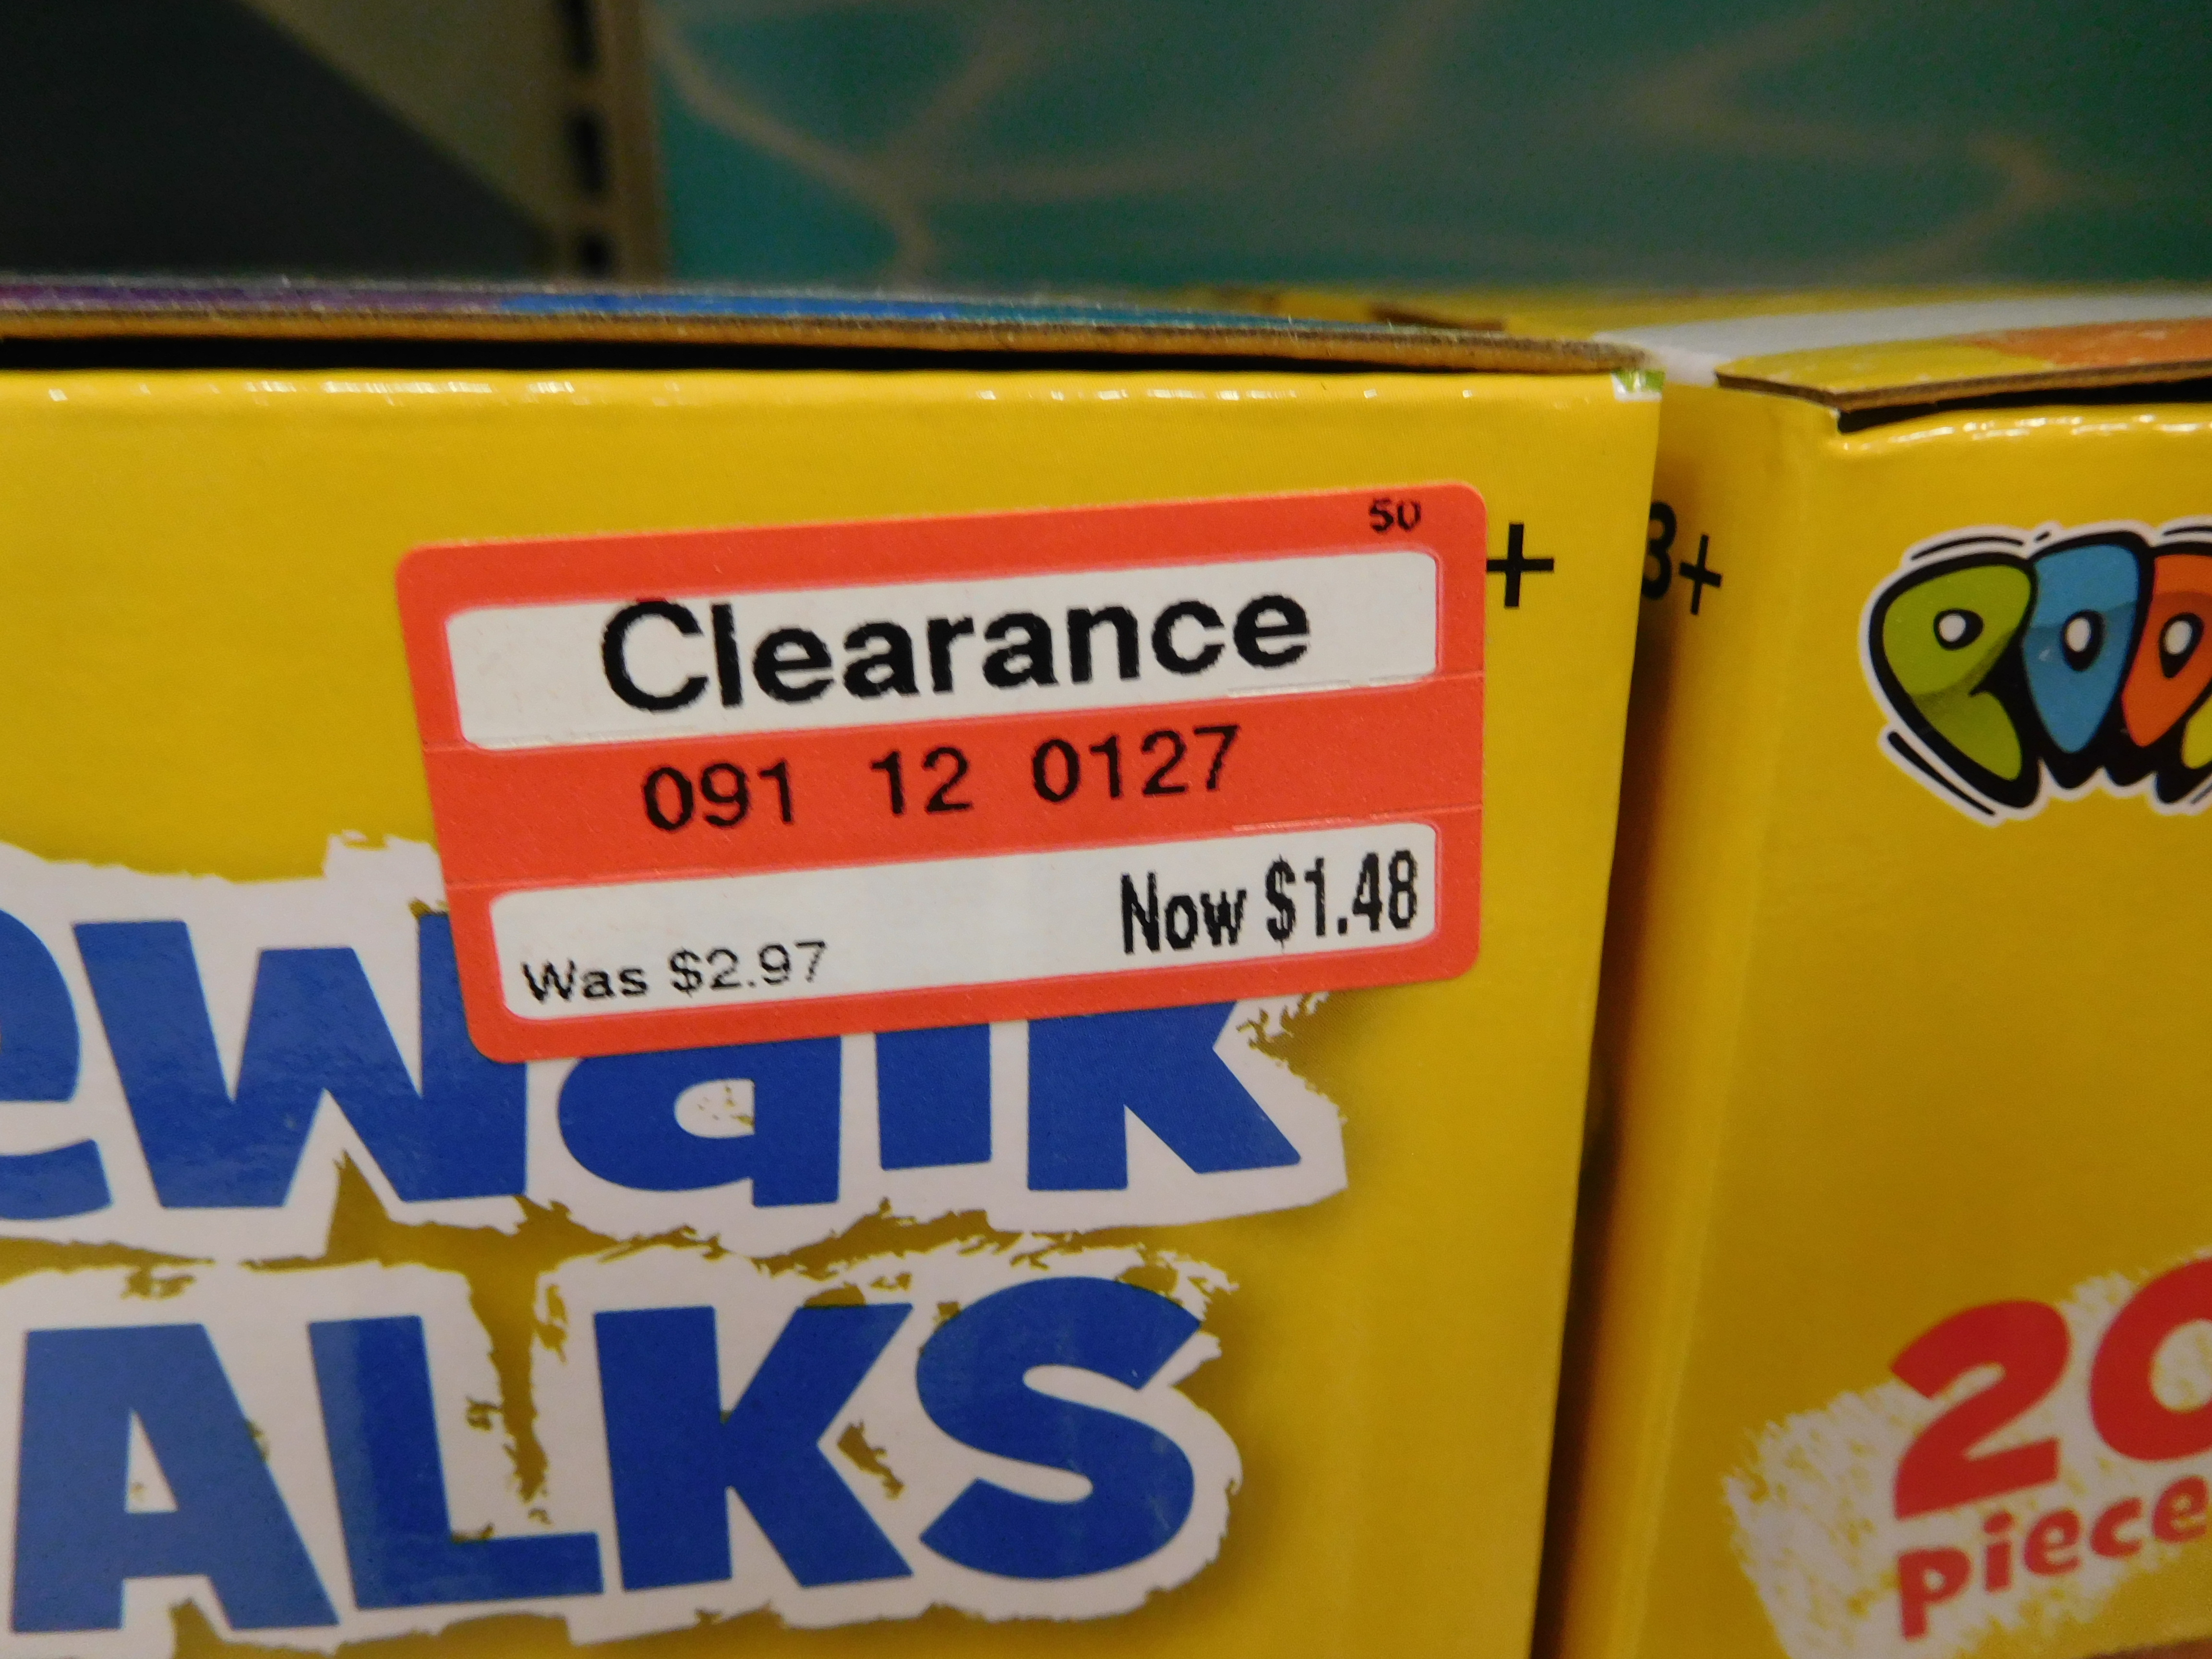 50
Clearance
091 12 0127
Was $2.97 Now $1.48
+
3+
ewalk
ALKS
20
piece